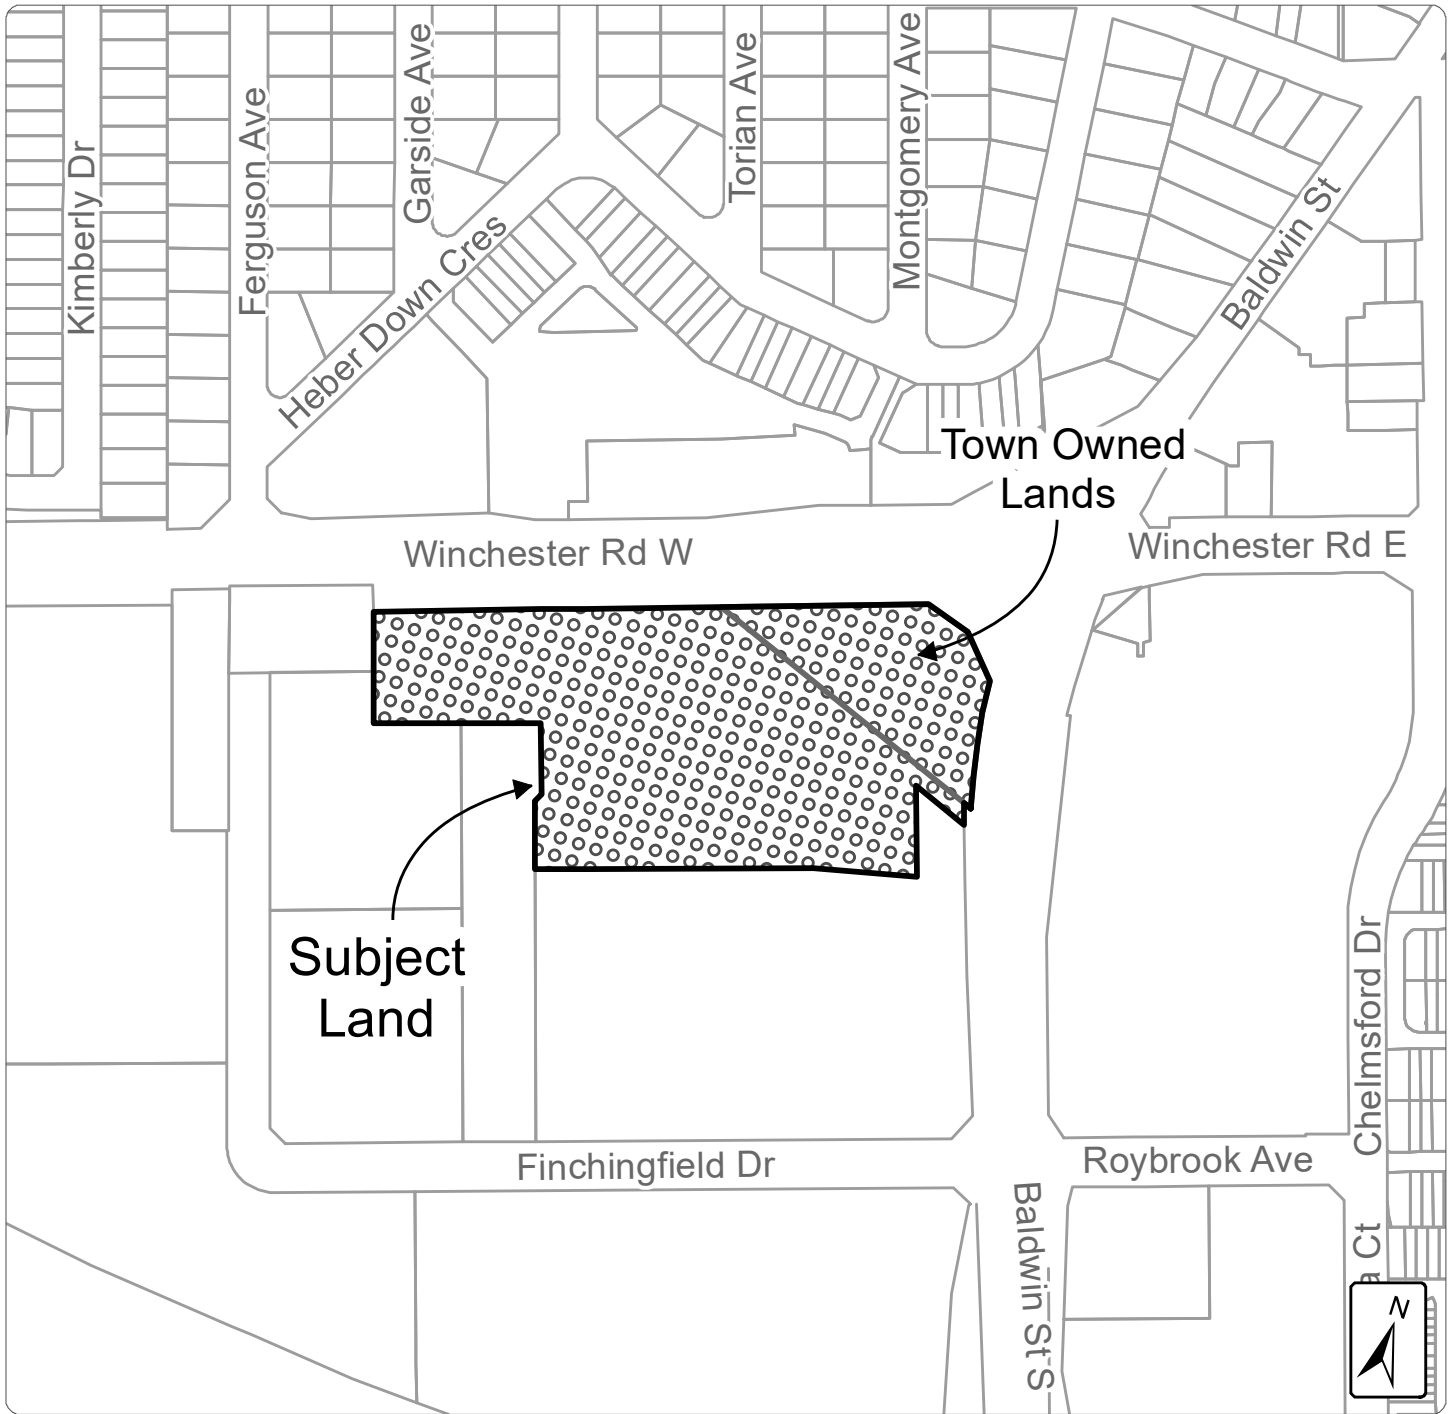 Kimberly Dr
Ferguson Ave
Garside Ave
Heber Down Cres
Torian Ave
Montgomery Ave
Baldwin St
Town Owned
Lands
Winchester Rd W
Winchester Rd E
Subject
Land
Chelmsford Dr
Finchingfield Dr
Roybrook Ave
Baldwin St S
a Ct
N